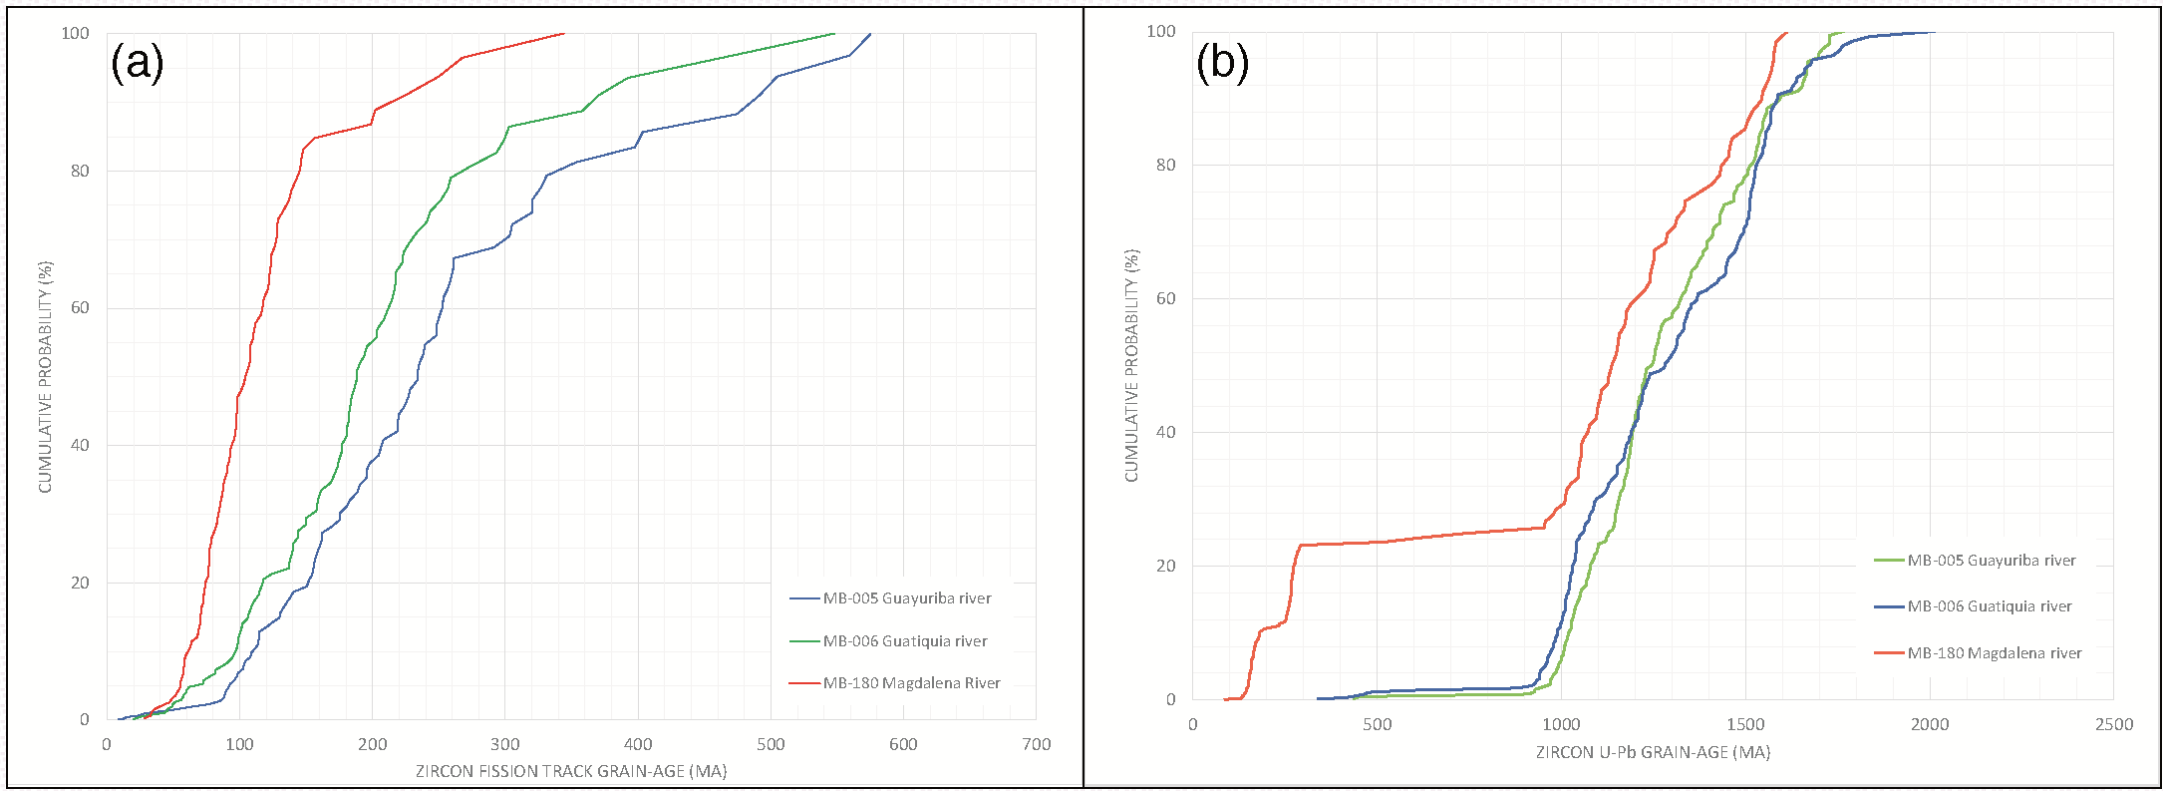 (a)
100
80
60
40
20
0
CUMULATIVE PROBABILITY (%)
0 100 200 300 400 500 600 700
ZIRCON FISSION TRACK GRAIN-AGE (MA)
MB-005 Guayuriba river
MB-006 Guatiquia river
MB-180 Magdalena River
(b)
100
80
60
40
20
0
CUMULATIVE PROBABILITY (%)
0 500 1000 1500 2000 2500
ZIRCON U-Pb GRAIN-AGE (MA)
MB-005 Guayuriba river
MB-006 Guatiquia river
MB-180 Magdalena river